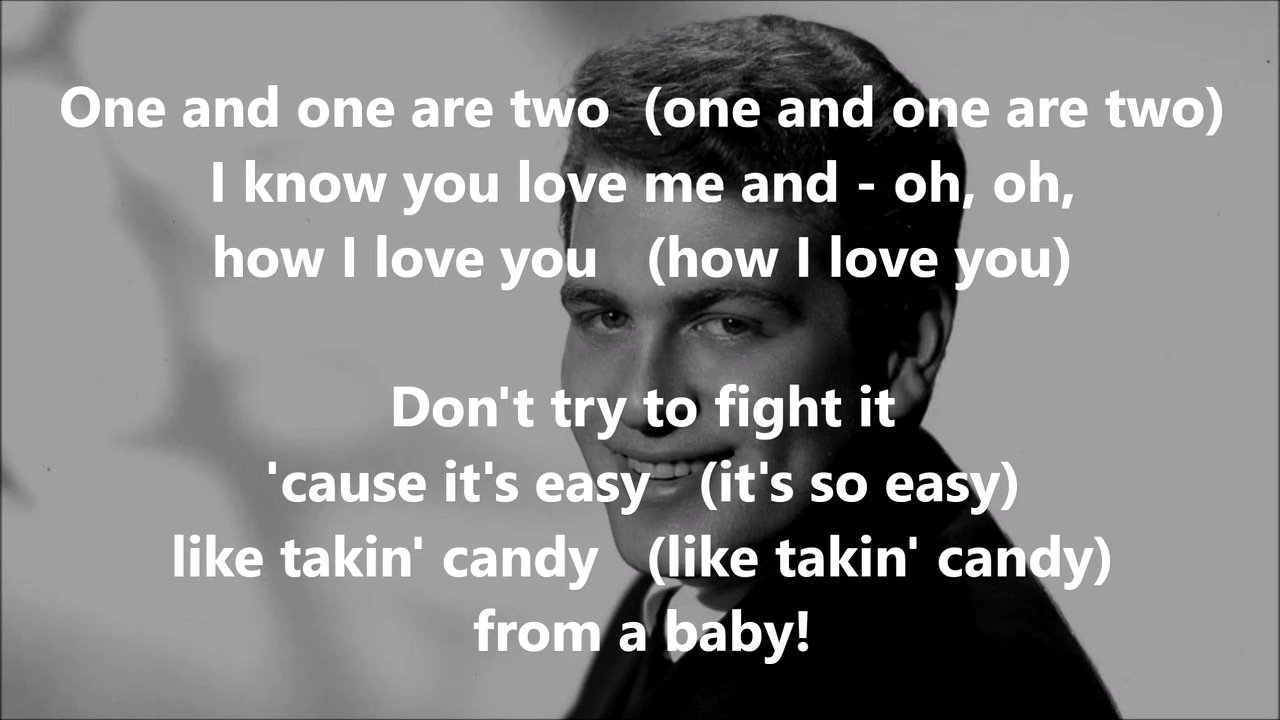 One and one are two  (one and one are two)
I know you love me and - oh, oh,
how I love you   (how I love you)
Don't try to fight it
'cause it's easy   (it's so easy)
like takin' candy   (like takin' candy)
from a baby!